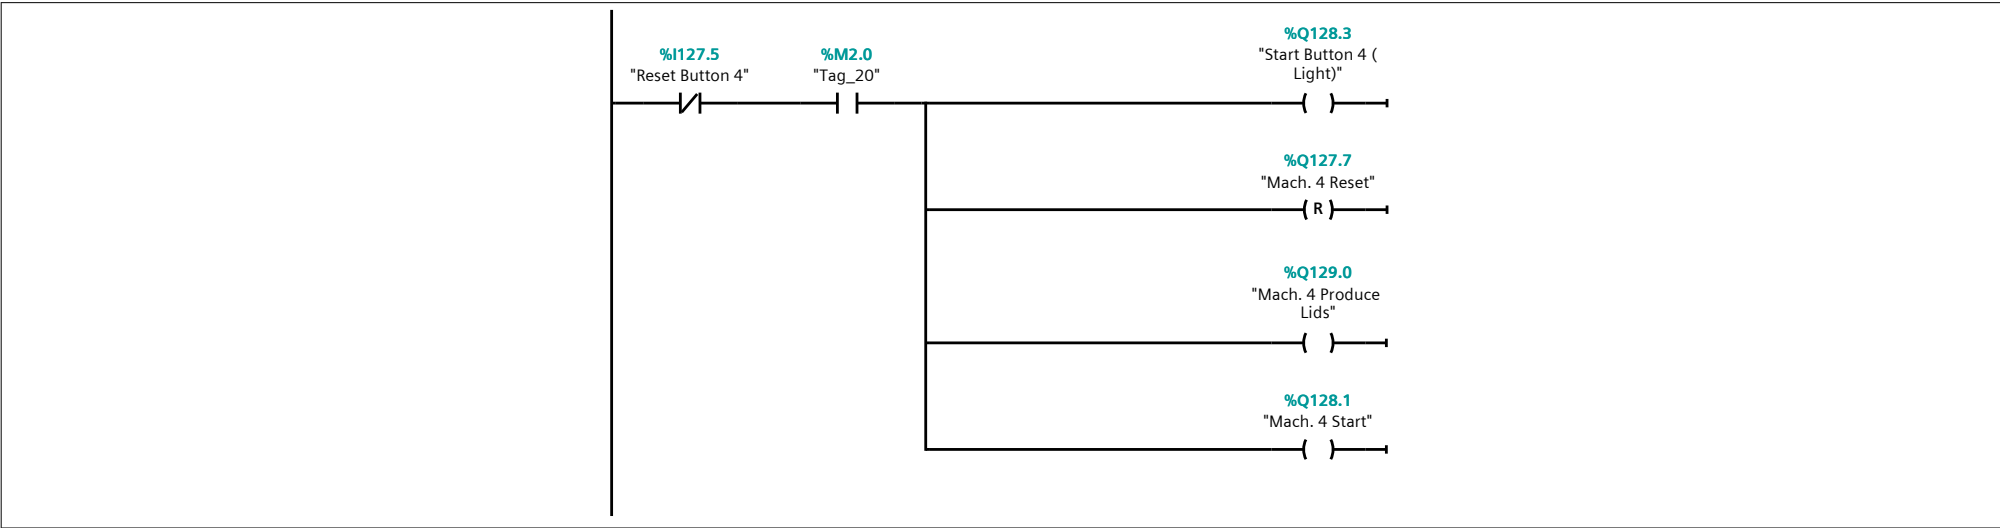 %Q128.3
"Start Button 4 (
Light)"
%I127.5
"Reset Button 4"
%M2.0
"Tag_20"
%Q127.7
"Mach. 4 Reset"
R
%Q129.0
"Mach. 4 Produce
Lids"
%Q128.1
"Mach. 4 Start"